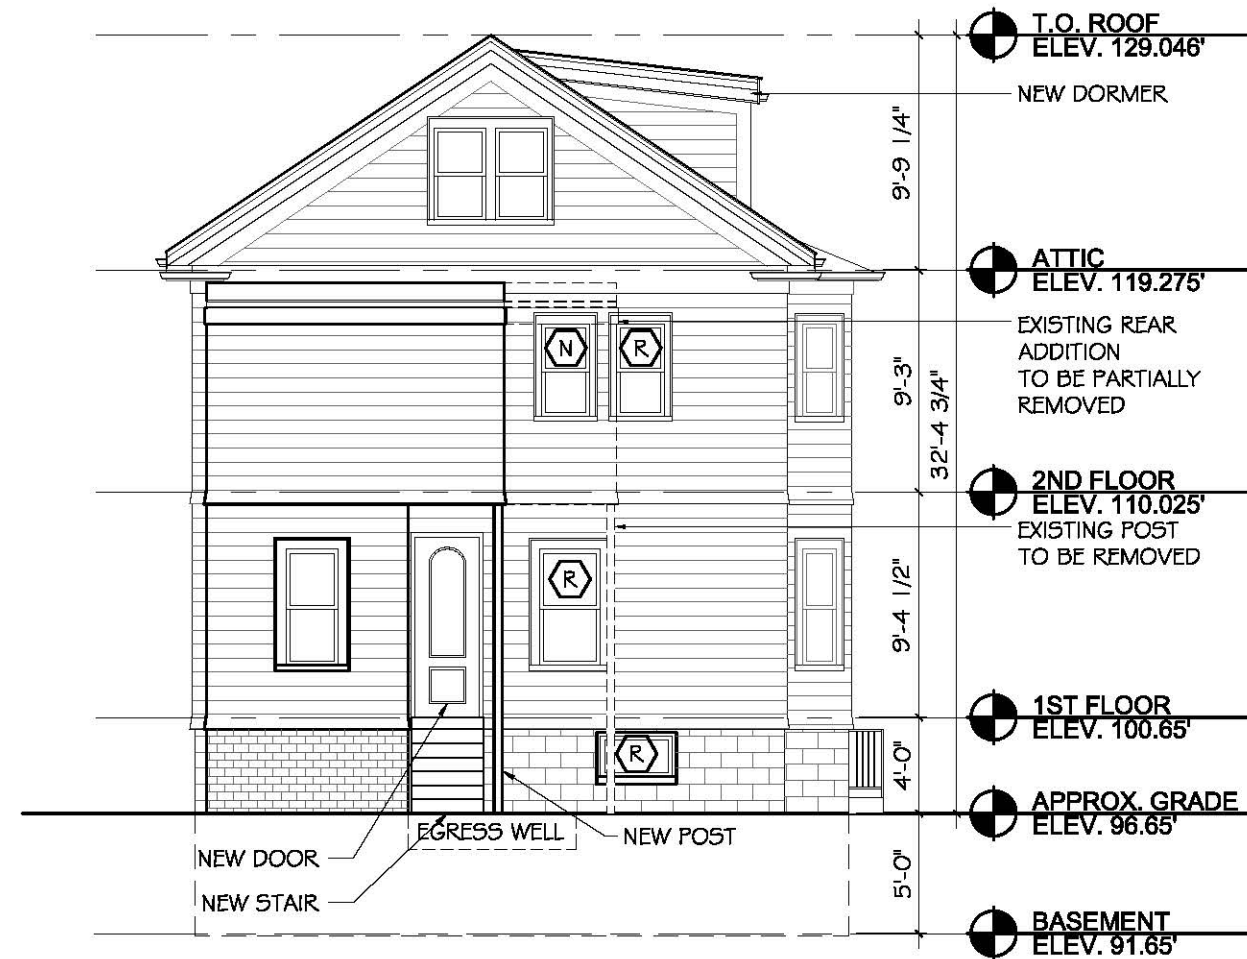 T.O. ROOF
ELEV. 129.046'
NEW DORMER
9'-9 1/4"
ATTIC
ELEV. 119.275'
EXISTING REAR
ADDITION
TO BE PARTIALLY
REMOVED
N
R
9'-3"
32'-4 3/4"
2ND FLOOR
ELEV. 110.025'
EXISTING POST
TO BE REMOVED
R
9'-4 1/2"
1ST FLOOR
ELEV. 100.65'
R
4'-0"
APPROX. GRADE
ELEV. 96.65'
EGRESS WELL
NEW POST
NEW DOOR
5'-0"
NEW STAIR
BASEMENT
ELEV. 91.65'